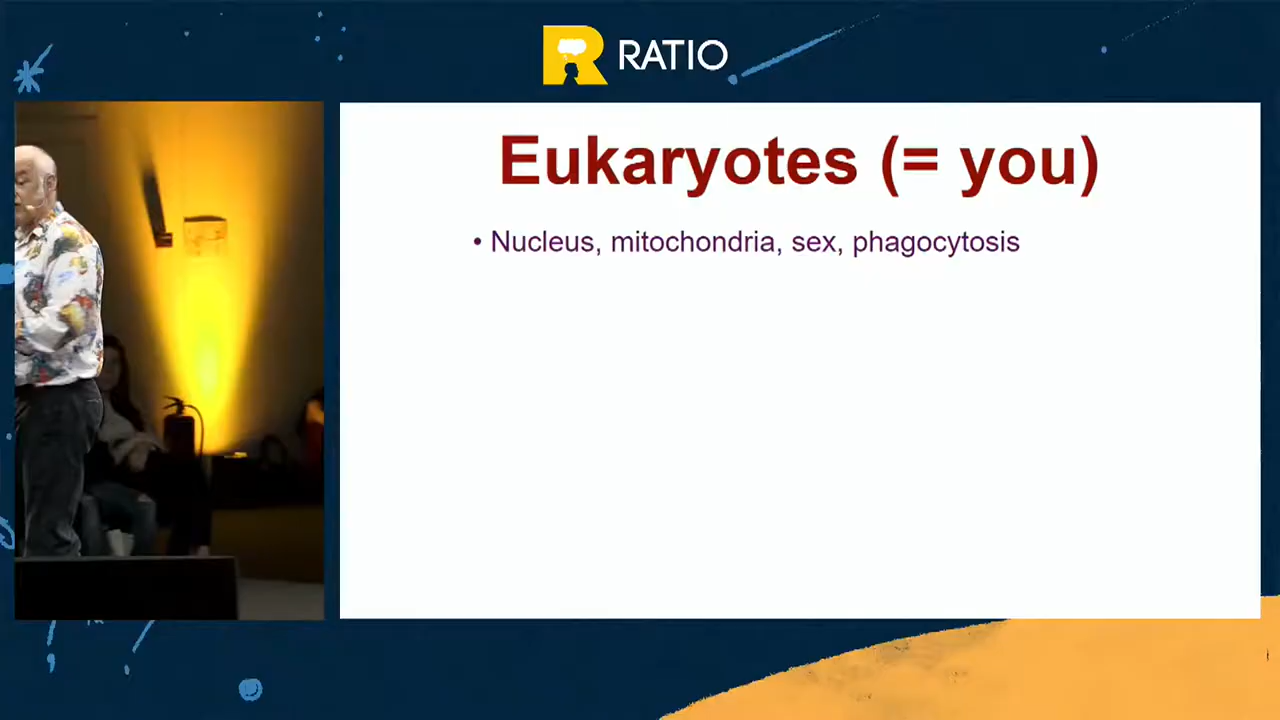 RATIO
Eukaryotes (= you)
• Nucleus, mitochondria, sex, phagocytosis